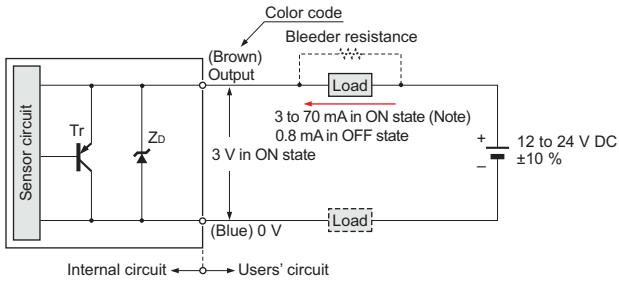 Color code
Bleeder resistance
(Brown)
Output
Load
3 to 70 mA in ON state (Note)
0.8 mA in OFF state
Sensor circuit
Tr
ZD
3 V in ON state
+
−
12 to 24 V DC
±10 %
(Blue) 0 V
Load
Internal circuit
Users' circuit